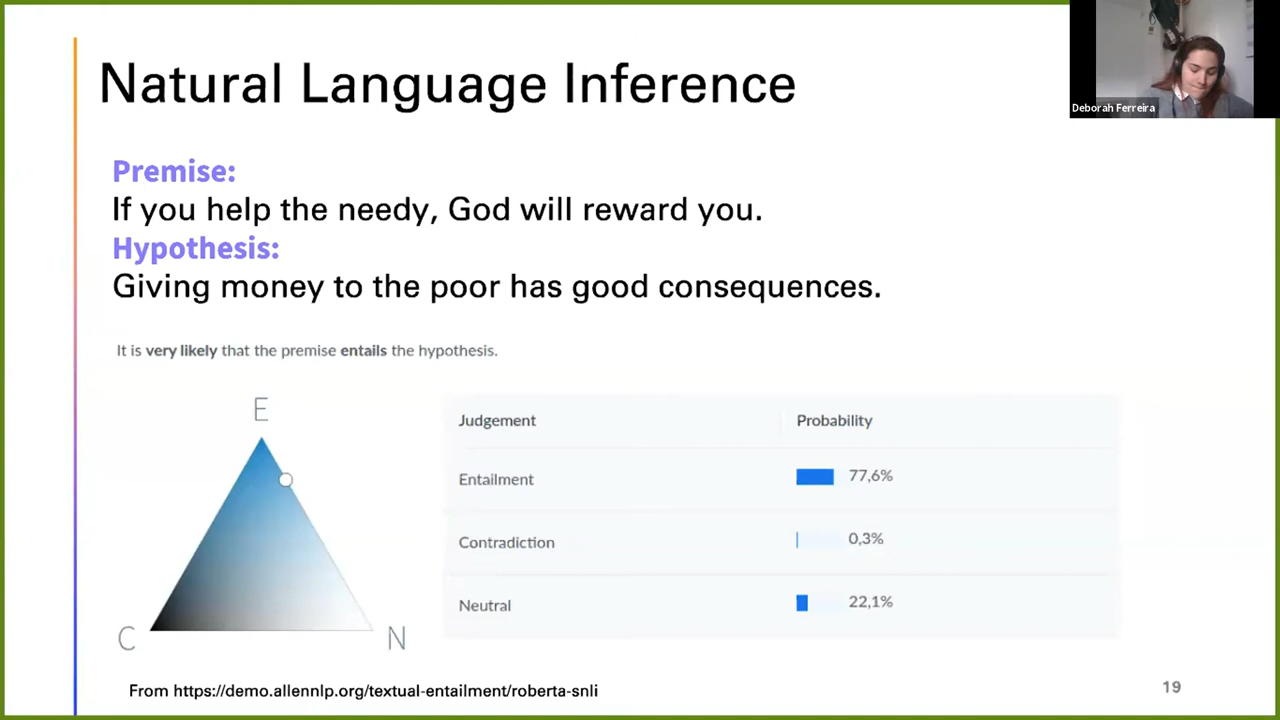 Natural Language Inference
Deborah Ferreira
Premise:
If you help the needy, God will reward you.
Hypothesis:
Giving money to the poor has good consequences.
It is very likely that the premise entails the hypothesis.
E
C
N
Judgement Probability
Entailment 77,6%
Contradiction 0,3%
Neutral 22,1%
From https://demo.allennlp.org/textual-entailment/roberta-snli
19